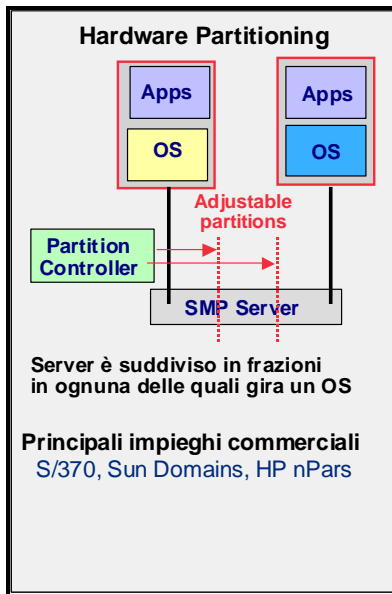 Hardware Partitioning
Apps
OS
Apps
OS
Adjustable
partitions
Partition
Controller
SMP Server
Server è suddiviso in frazioni
in ognuna delle quali gira un OS
Principali impieghi commerciali
S/370, Sun Domains, HP nPars